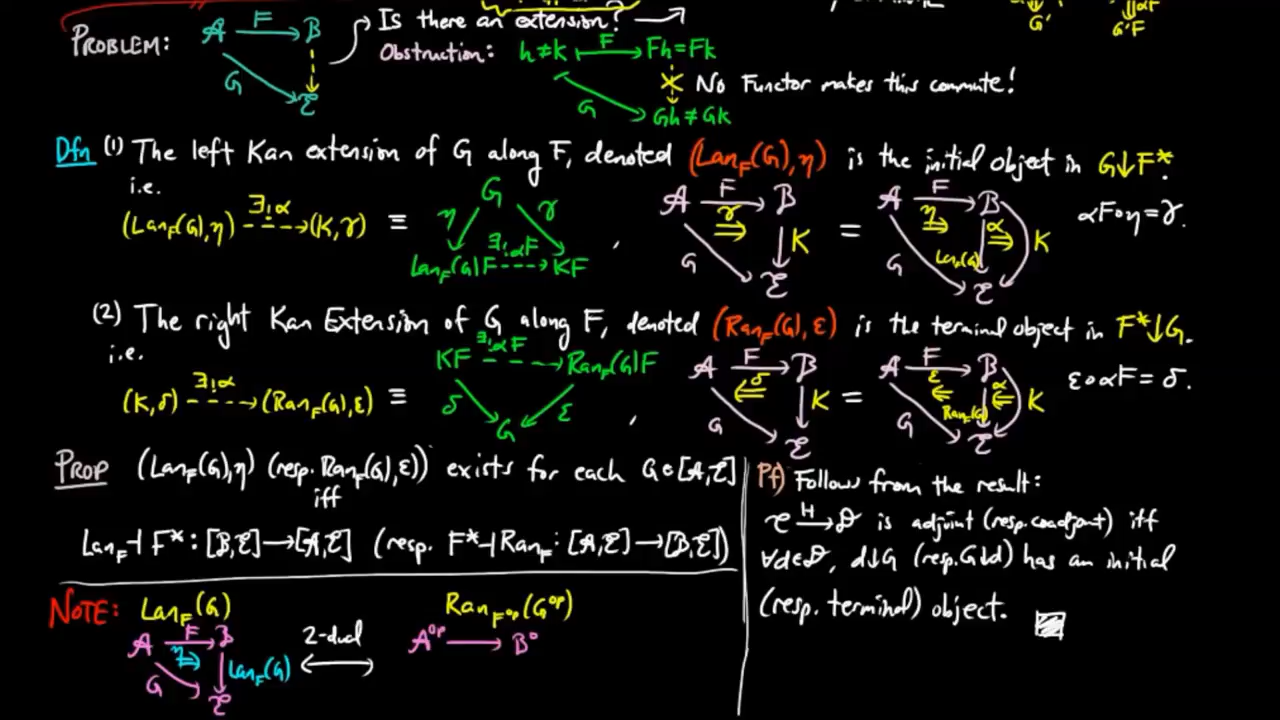 PROBLEM: A F B G E
Is there an extension?
G' αF G'F
Obstruction: h≠k F Fh=Fk
G Gh≠Gk
No Functor makes this commute!
Dfn (1) The left Kan extension of G along F, denoted (Lan_F(G), η) is the initial object in G↓F*.
i.e.
(Lan_F(G), η) ∃!α (K, γ) ≡
G η γ Lan_F(G)F ∃!αF KF ,
A F B γ K G E = A F B η α K G Lan_F(G) E
αF∘η=γ.
(2) The right Kan Extension of G along F, denoted (Ran_F(G), ε) is the terminal object in F*↓G.
i.e.
(K, δ) ∃!α (Ran_F(G), ε) ≡
KF ∃!αF Ran_F(G)F δ ε G ,
A F B δ K G E = A F B ε α K G Ran_F(G) E
ε∘αF=δ.
PROP (Lan_F(G), η) (resp. Ran_F(G), ε)) exists for each G∈[A,E]
iff
Lan_F⊣F*: [B,E]→[A,E] (resp. F*⊣Ran_F: [A,E]→[B,E])
Pf) Follow from the result:
C H D is adjoint (resp. coadjoint) iff
∀d∈D, d↓G (resp. G↓d) has an initial
(resp. terminal) object.
NOTE: Lan_F(G) Ran_F^op(G^op)
A F B η Lan_F(G) G E
2-dual
A^op → B^o